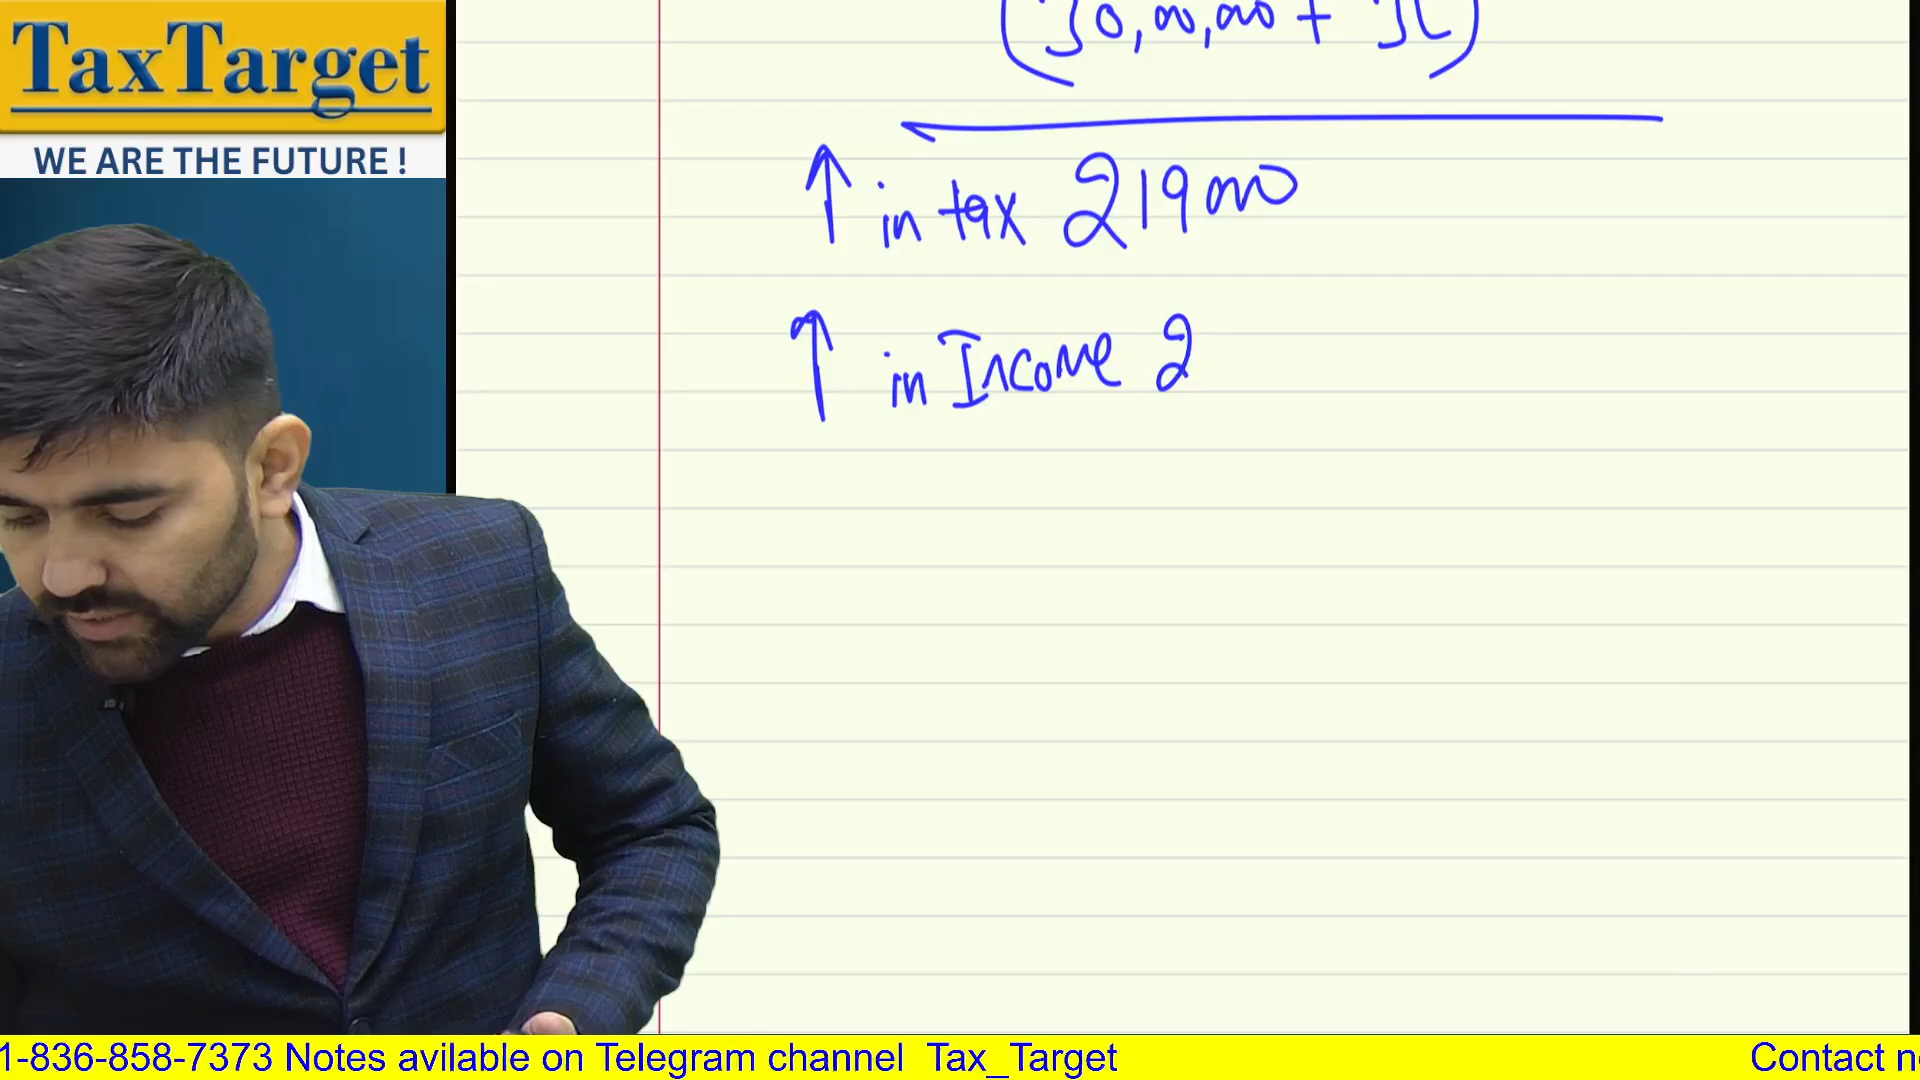 TaxTarget
WE ARE THE FUTURE !
↑ in tax 21900
↑ in Income 2
1-836-858-7373 Notes avilable on Telegram channel Tax_Target
Contact n